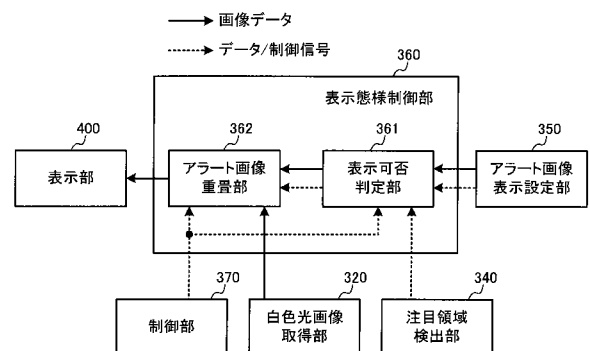 画像データ
データ/制御信号
360
表示態様制御部
400
362
361
350
表示部
アラート画像
重畳部
表示可否
判定部
アラート画像
表示設定部
370
320
340
制御部
白色光画像
取得部
注目領域
検出部